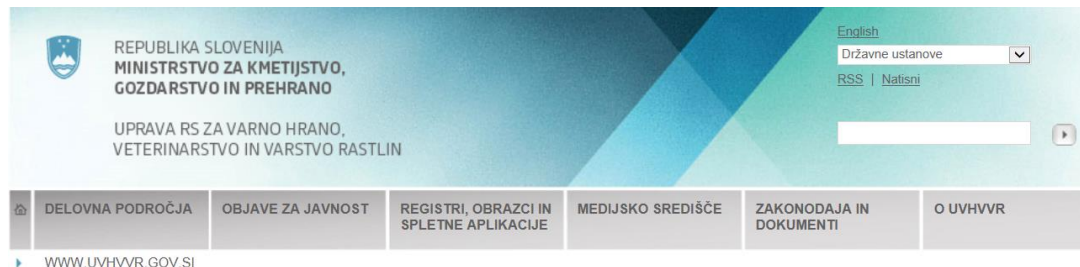 REPUBLIKA SLOVENIJA
MINISTRSTVO ZA KMETIJSTVO,
GOZDARSTVO IN PREHRANO
UPRAVA RS ZA VARNO HRANO,
VETERINARSTVO IN VARSTVO RASTLIN
English
Državne ustanove
RSS | Natisni
DELOVNA PODROČJA
OBJAVE ZA JAVNOST
REGISTRI, OBRAZCI IN
SPLETNE APLIKACIJE
MEDIJSKO SREDIŠČE
ZAKONODAJA IN
DOKUMENTI
O UVHVVR
WWW.UVHVVR.GOV.SI